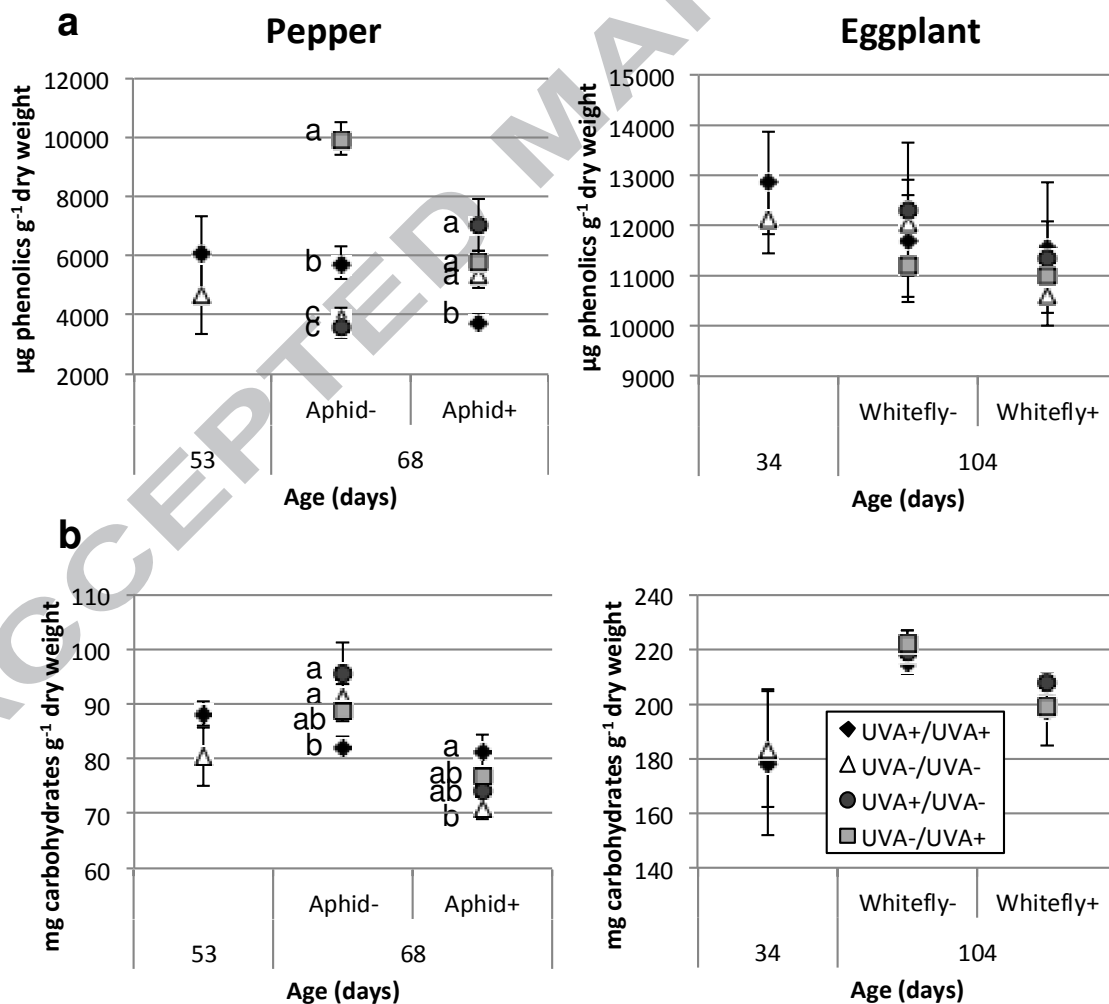 a
Pepper
Eggplant
µg phenolics g-1 dry weight
12000
10000
8000
6000
4000
2000
a
b
c
c
a
a
a
b
Aphid-
Aphid+
53
68
Age (days)
µg phenolics g-1 dry weight
15000
14000
13000
12000
11000
10000
9000
Whitefly-
Whitefly+
34
104
Age (days)
b
mg carbohydrates g-1 dry weight
110
100
90
80
70
60
a
a
ab
b
a
ab
ab
b
Aphid-
Aphid+
53
68
Age (days)
mg carbohydrates g-1 dry weight
240
220
200
180
160
140
UVA+/UVA+
UVA-/UVA-
UVA+/UVA-
UVA-/UVA+
Whitefly-
Whitefly+
34
104
Age (days)
ACCEPTED MA